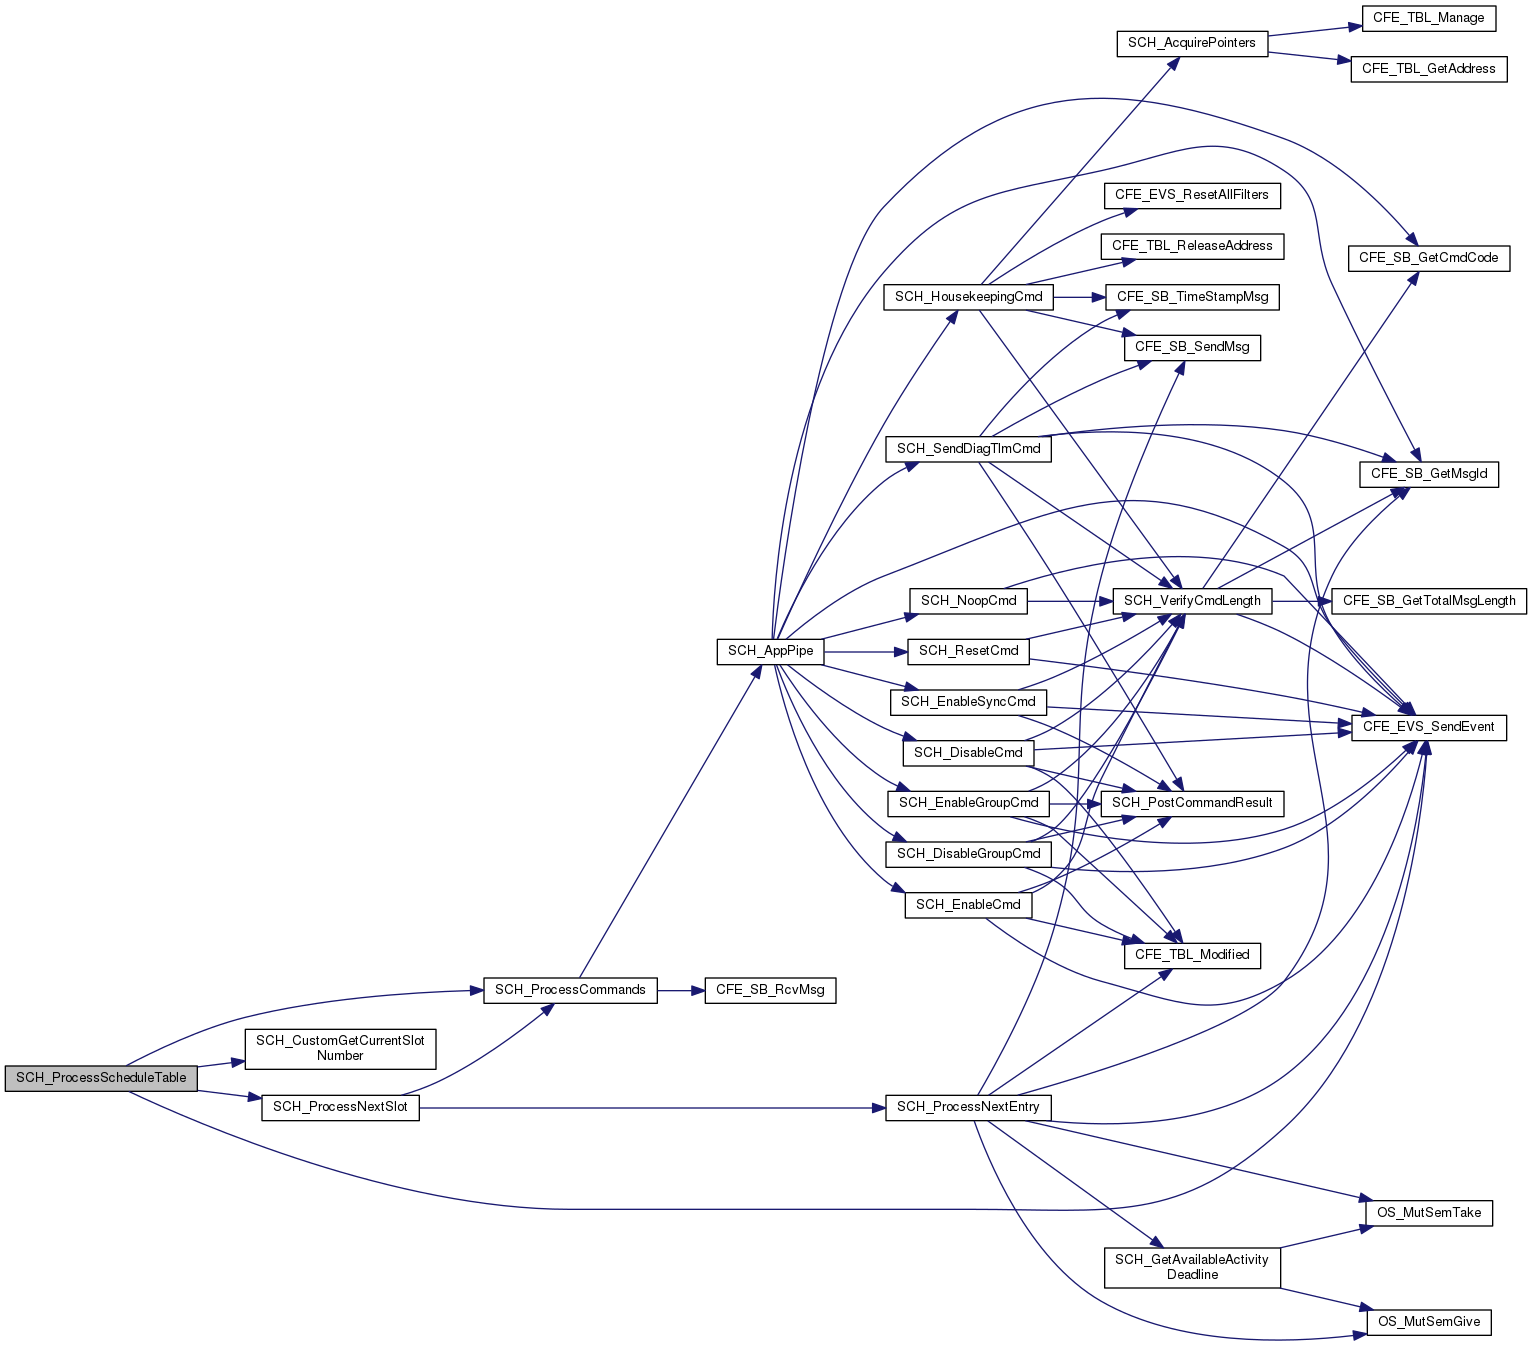 CFE_TBL_Manage
SCH_AcquirePointers
CFE_TBL_GetAddress
CFE_EVS_ResetAllFilters
CFE_TBL_ReleaseAddress
CFE_SB_GetCmdCode
SCH_HousekeepingCmd
CFE_SB_TimeStampMsg
CFE_SB_SendMsg
SCH_SendDiagTlmCmd
CFE_SB_GetMsgId
SCH_NoopCmd
SCH_VerifyCmdLength
CFE_SB_GetTotalMsgLength
SCH_AppPipe
SCH_ResetCmd
SCH_EnableSyncCmd
CFE_EVS_SendEvent
SCH_DisableCmd
SCH_EnableGroupCmd
SCH_PostCommandResult
SCH_DisableGroupCmd
SCH_EnableCmd
CFE_TBL_Modified
SCH_ProcessCommands
CFE_SB_RcvMsg
SCH_CustomGetCurrentSlot
Number
SCH_ProcessScheduleTable
SCH_ProcessNextSlot
SCH_ProcessNextEntry
OS_MutSemTake
SCH_GetAvailableActivity
Deadline
OS_MutSemGive